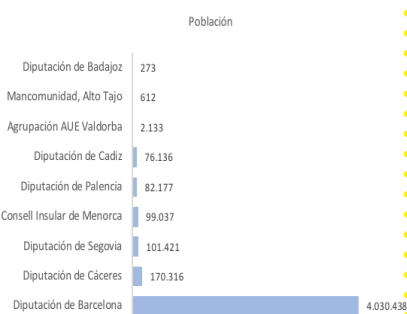 Población
Diputación de Badajoz 273
Mancomunidad, Alto Tajo 612
Agrupación AUE Valdorba 2.133
Diputación de Cadiz 76.136
Diputación de Palencia 82.177
Consell Insular de Menorca 99.037
Diputación de Segovia 101.421
Diputación de Cáceres 170.316
Diputación de Barcelona 4.030.438